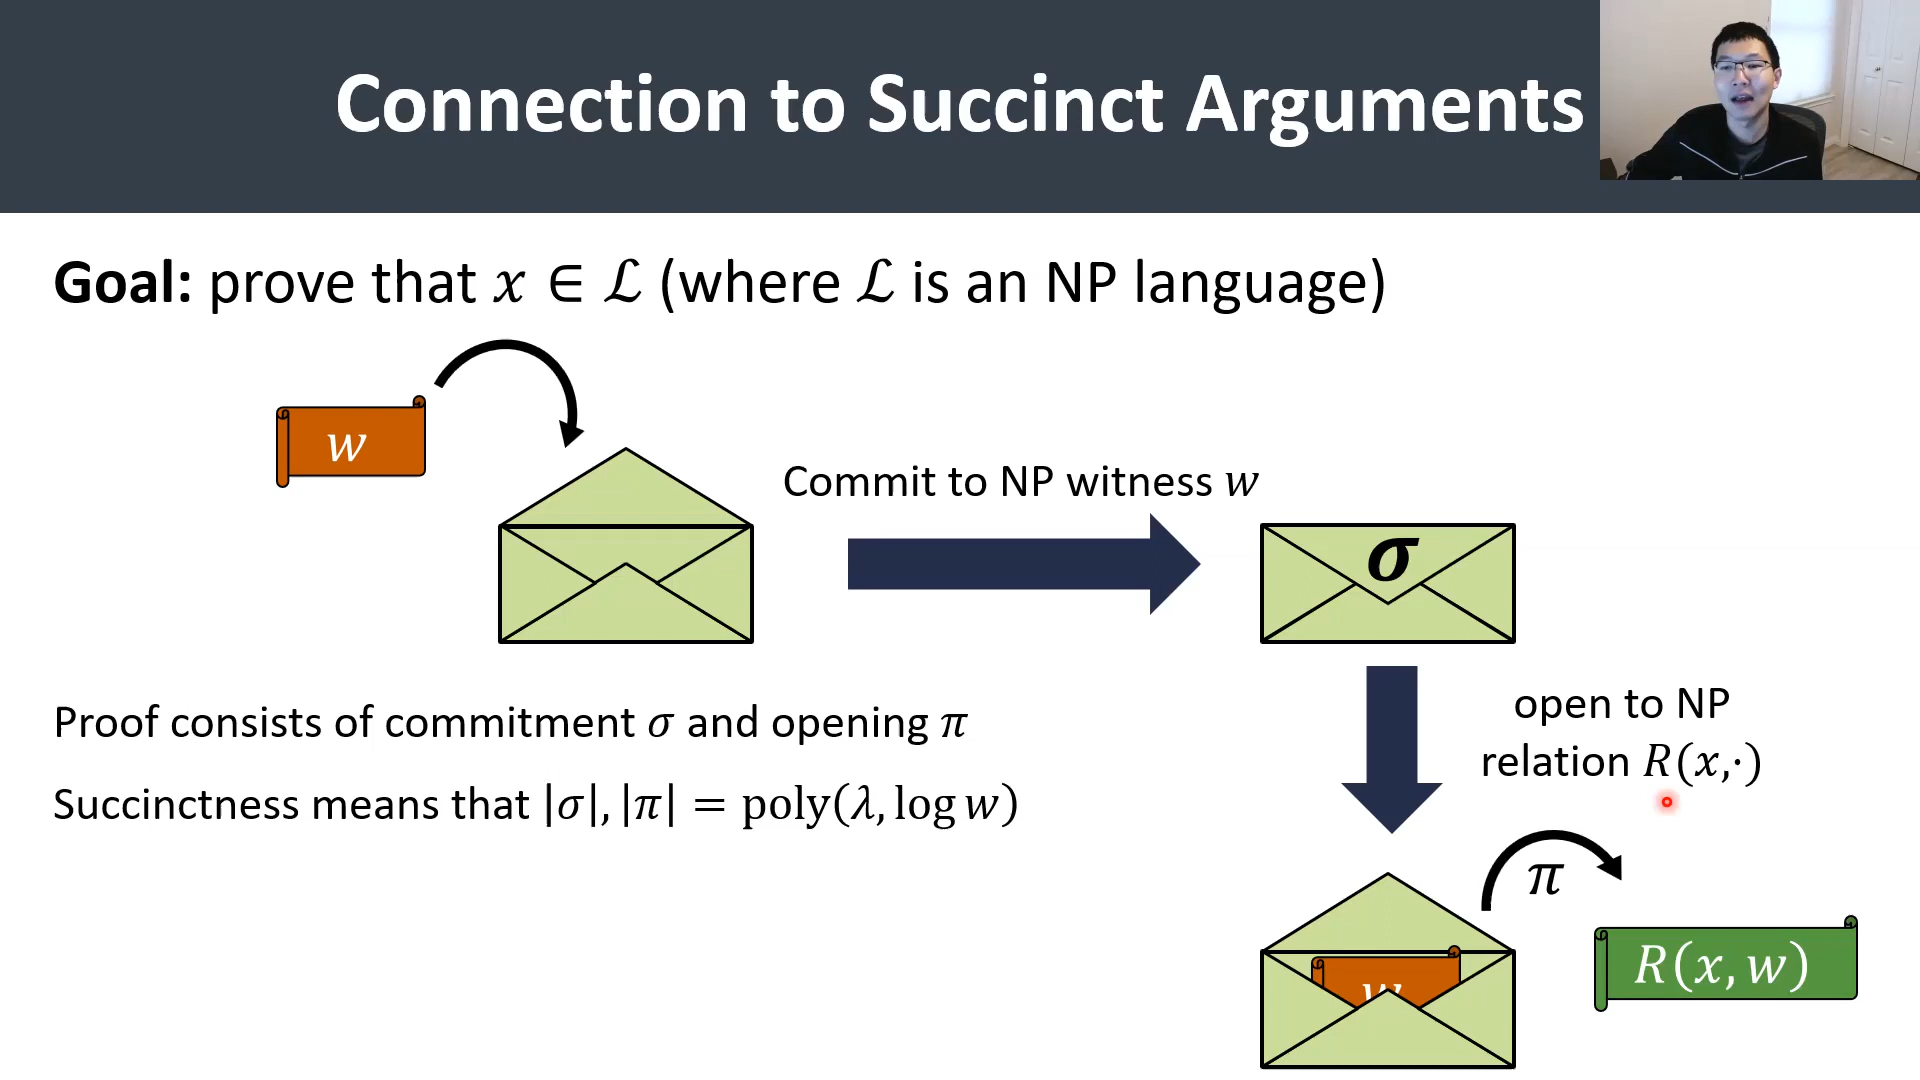 Connection to Succinct Arguments
Goal: prove that 𝑥 ∈ ℒ (where ℒ is an NP language)
𝑤
Commit to NP witness 𝑤
𝝈
Proof consists of commitment 𝜎 and opening 𝜋
Succinctness means that |𝜎|, |𝜋| = poly(𝜆, log 𝑤)
open to NP
relation 𝑅(𝑥,·)
𝜋
𝑤
𝑅(𝑥, 𝑤)